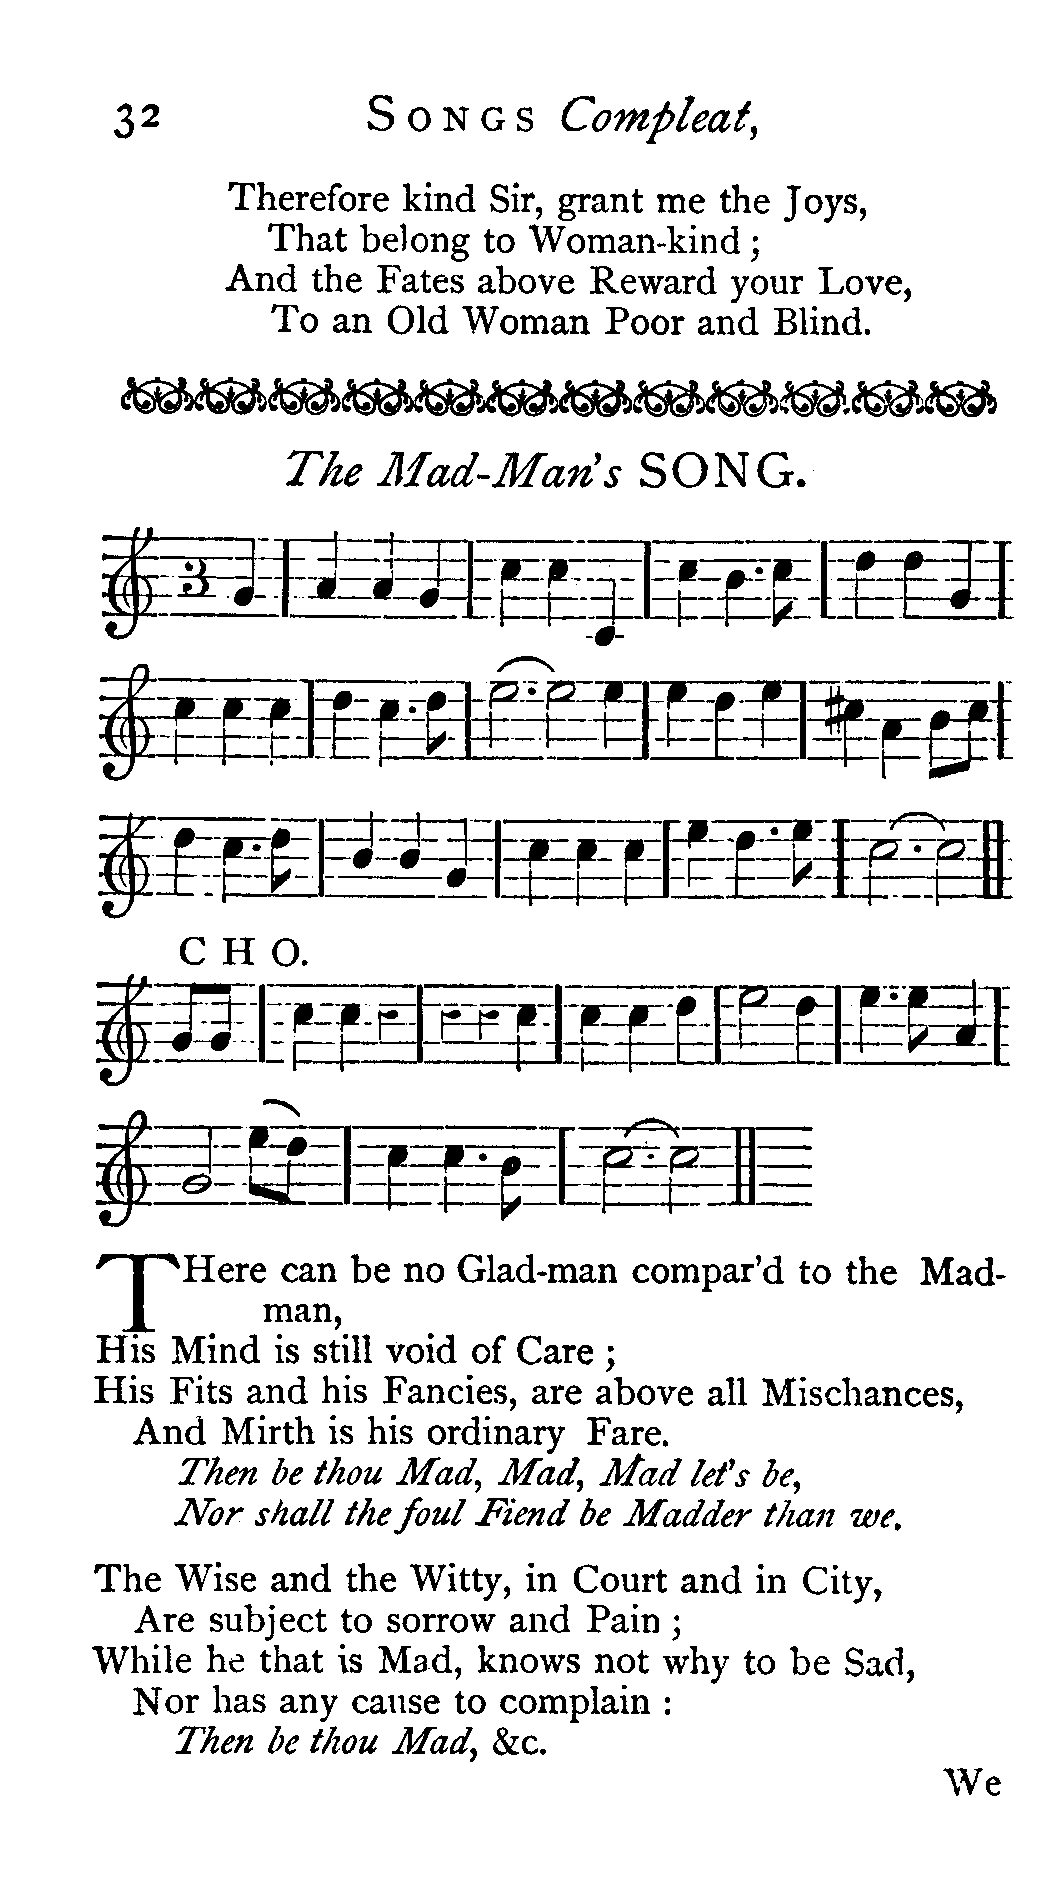 32 SONGS Compleat,
Therefore kind Sir, grant me the Joys,
That belong to Woman-kind ;
And the Fates above Reward your Love,
To an Old Woman Poor and Blind.
The Mad-Man's SONG.
3
CHO.
THere can be no Glad-man compar'd to the Mad-
man,
His Mind is still void of Care ;
His Fits and his Fancies, are above all Mischances,
And Mirth is his ordinary Fare.
Then be thou Mad, Mad, Mad let's be,
Nor shall the foul Fiend be Madder than we.
The Wise and the Witty, in Court and in City,
Are subject to sorrow and Pain ;
While he that is Mad, knows not why to be Sad,
Nor has any cause to complain :
Then be thou Mad, &c.
We